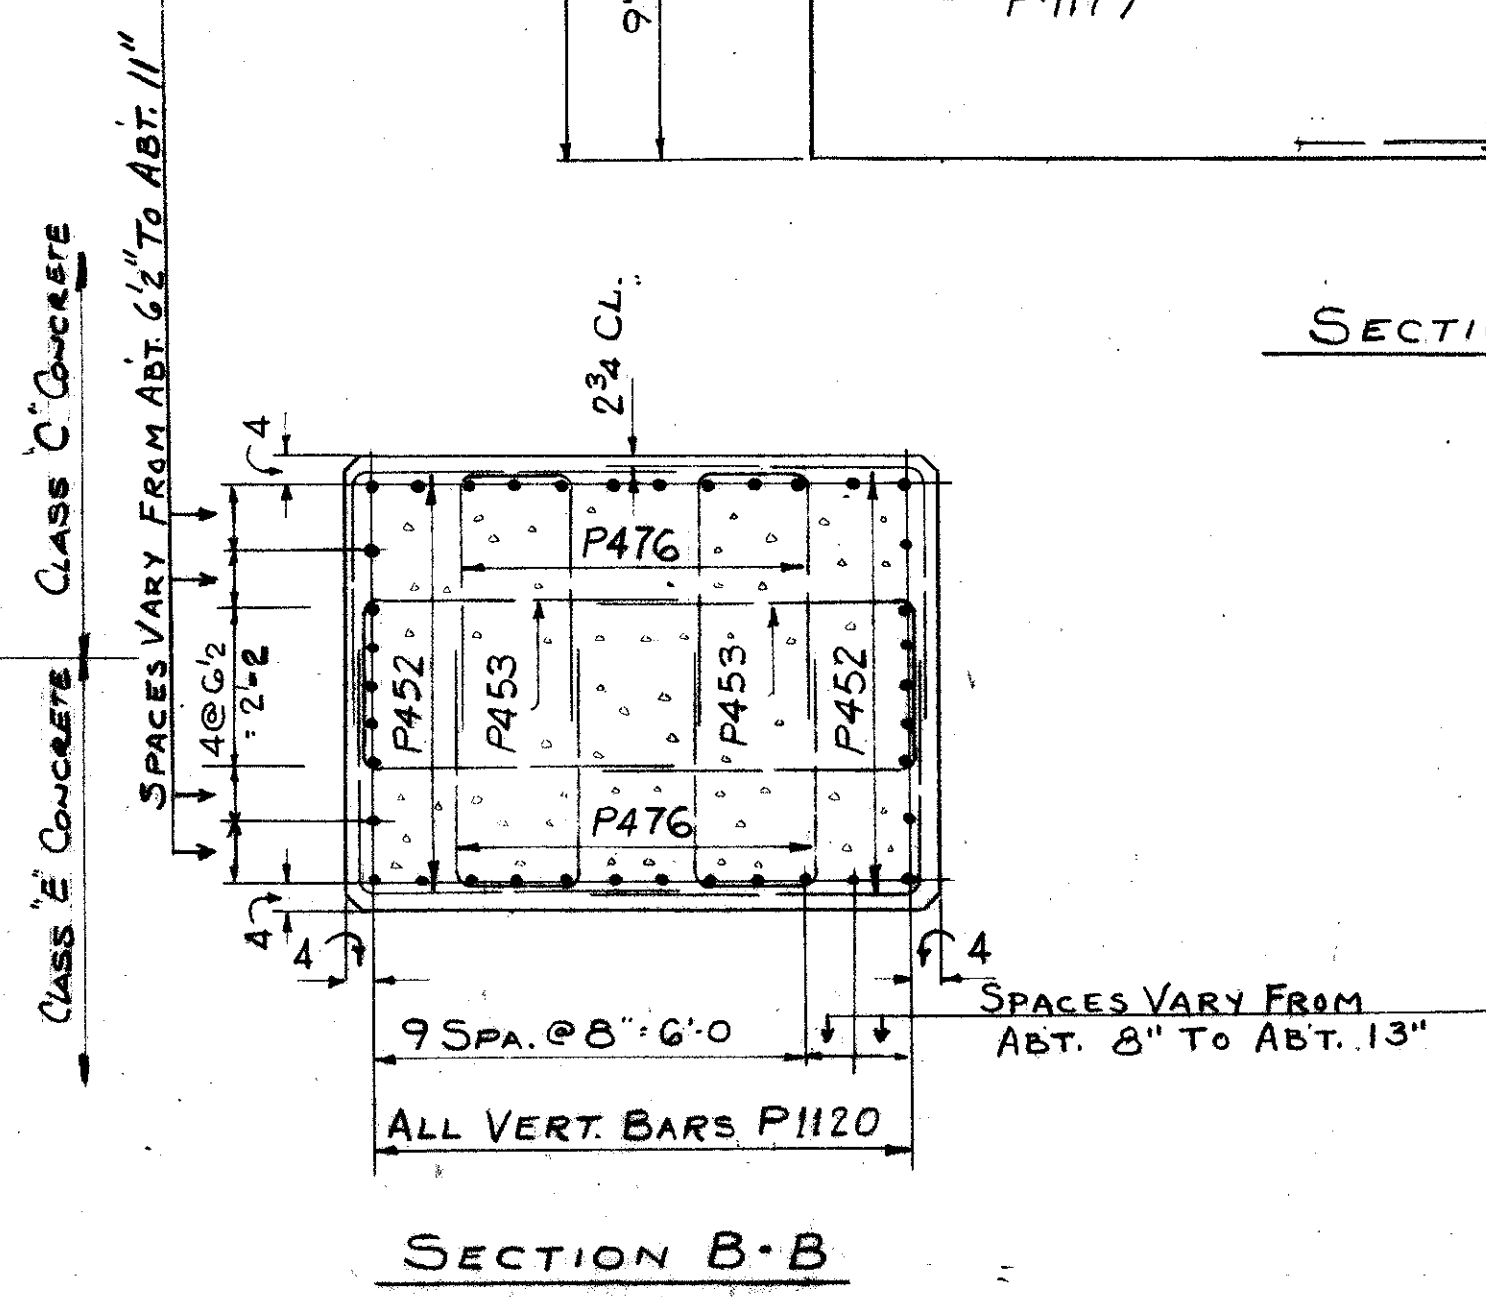 CLASS "C" CONCRETE
CLASS "E" CONCRETE
SPACES VARY FROM ABT. 6½" TO ABT. 11"
9'
SECTI
2¾ CL.
4
4@6½
= 2'-2
P476
P452
P453
P453
P452
P476
4
4
4
9 SPA. @ 8" = 6'-0
SPACES VARY FROM
ABT. 8" TO ABT. 13"
ALL VERT. BARS P1120
SECTION B-B